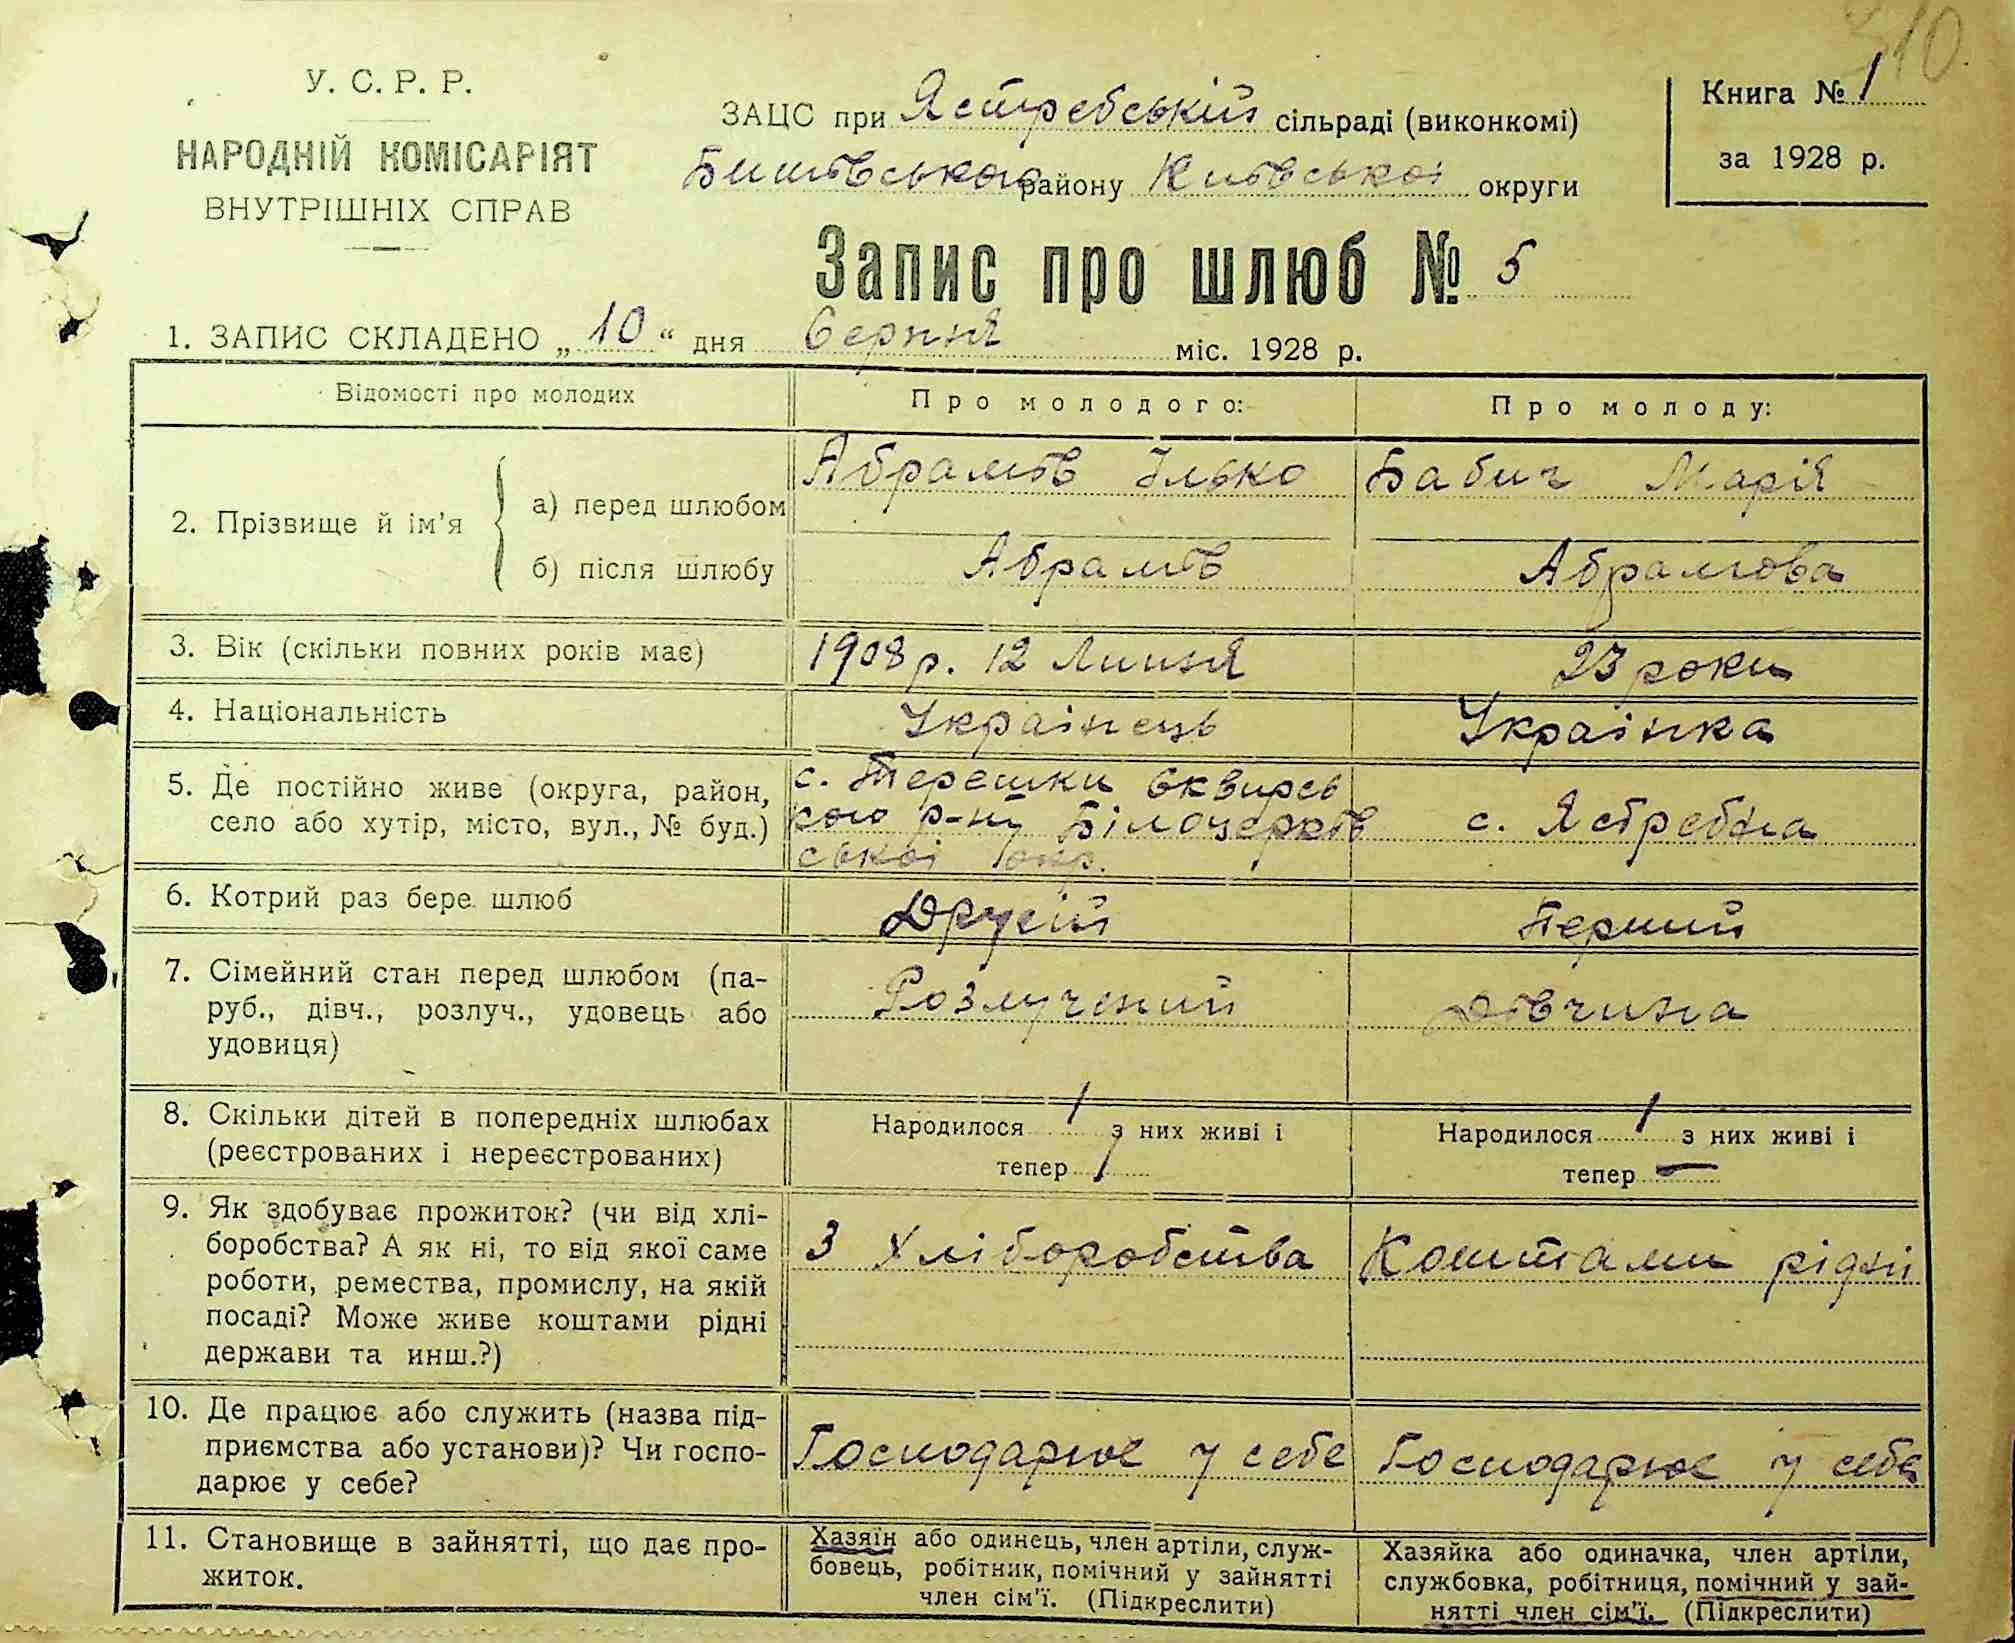 310.
У. С. Р. Р.
НАРОДНІЙ КОМІСАРІЯТ
ВНУТРІШНІХ СПРАВ
ЗАЦС при Ястребській сільраді (виконкомі)
Бишівського району Київської округи
Книга № 1
за 1928 р.
Запис про шлюб № 5
1. ЗАПИС СКЛАДЕНО „ 10 “ дня Серпня міс. 1928 р.
Відомості про молодих
Про молодого:
Про молоду:
2. Прізвище й ім'я
а) перед шлюбом
Абрамів Ілько
Бабич Марія
б) після шлюбу
Абрамів
Абрамова
3. Вік (скільки повних років має)
1908 р. 12 Липня
23 роки
4. Національність
Українець
Українка
5. Де постійно живе (округа, район,
село або хутір, місто, вул., № буд.)
с. Терешки Сквирсь
кого р-ну Білоцерків
ської окр.
с. Ястребна
6. Котрий раз бере шлюб
Другій
Перший
7. Сімейний стан перед шлюбом (па-
руб., дівч., розлуч., удовець або
удовиця)
Розлучений
Дівчина
8. Скільки дітей в попередніх шлюбах
(реєстрованих і нереєстрованих)
Народилося 1 з них живі і
тепер 1
Народилося 1 з них живі і
тепер —
9. Як здобуває прожиток? (чи від хлі-
боробства? А як ні, то від якої саме
роботи, ремества, промислу, на якій
посаді? Може живе коштами рідні
держави та инш.?)
З Хліборобства
Коштами рідні
10. Де працює або служить (назва під-
приємства або установи)? Чи госпо-
дарює у себе?
Господарює у себе
Господарює у себе
11. Становище в зайнятті, що дає про-
житок.
Хазяїн або одинець, член артіли, служ-
бовець, робітник, помічний у зайнятті
член сім'ї. (Підкреслити)
Хазяйка або одиначка, член артіли,
службовка, робітниця, помічний у зай-
нятті член сім'ї. (Підкреслити)